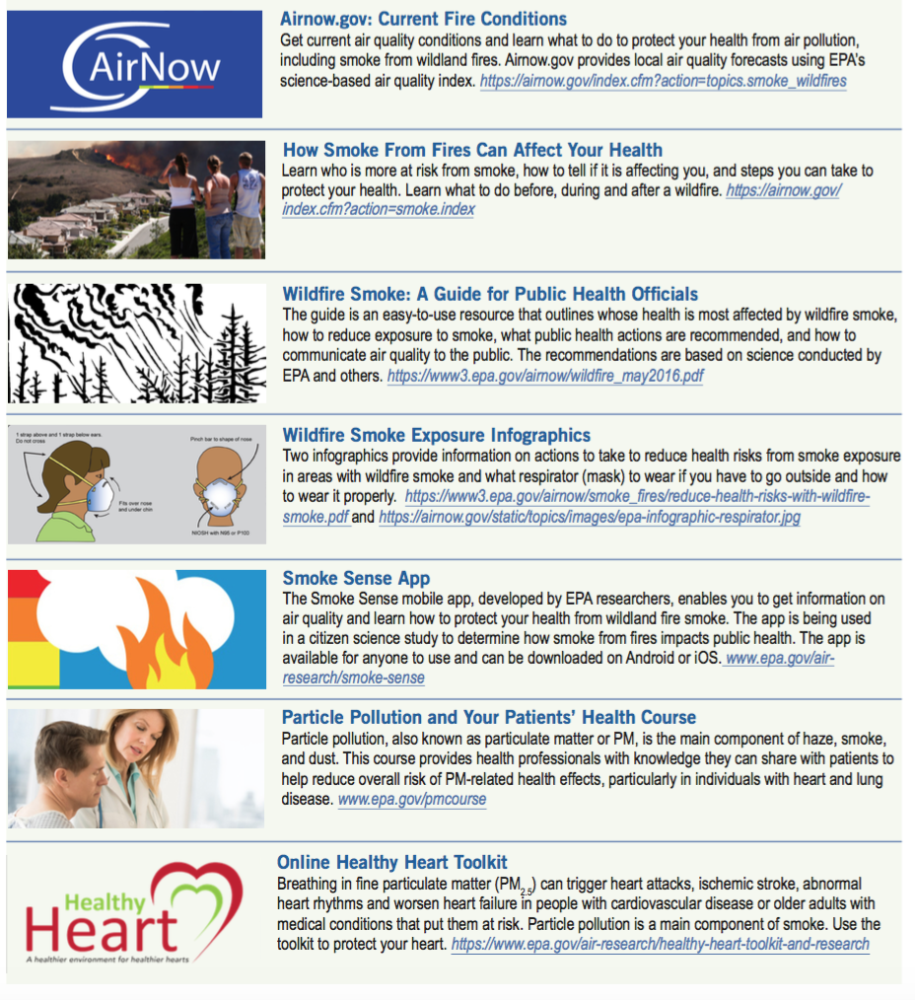 AirNow
Airnow.gov: Current Fire Conditions
Get current air quality conditions and learn what to do to protect your health from air pollution,
including smoke from wildland fires. Airnow.gov provides local air quality forecasts using EPA's
science-based air quality index. https://airnow.gov/index.cfm?action=topics.smoke_wildfires
How Smoke From Fires Can Affect Your Health
Learn who is more at risk from smoke, how to tell if it is affecting you, and steps you can take to
protect your health. Learn what to do before, during and after a wildfire. https://airnow.gov/
index.cfm?action=smoke.index
Wildfire Smoke: A Guide for Public Health Officials
The guide is an easy-to-use resource that outlines whose health is most affected by wildfire smoke,
how to reduce exposure to smoke, what public health actions are recommended, and how to
communicate air quality to the public. The recommendations are based on science conducted by
EPA and others. https://www3.epa.gov/airnow/wildfire_may2016.pdf
1 strap above and 1 strap below ears.
Do not cross
Pinch bar to shape of nose
Fits over nose
and under chin
NIOSH with N95 or P100
Wildfire Smoke Exposure Infographics
Two infographics provide information on actions to take to reduce health risks from smoke exposure
in areas with wildfire smoke and what respirator (mask) to wear if you have to go outside and how
to wear it properly. https://www3.epa.gov/airnow/smoke_fires/reduce-health-risks-with-wildfire-
smoke.pdf and https://airnow.gov/static/topics/images/epa-infographic-respirator.jpg
Smoke Sense App
The Smoke Sense mobile app, developed by EPA researchers, enables you to get information on
air quality and learn how to protect your health from wildland fire smoke. The app is being used
in a citizen science study to determine how smoke from fires impacts public health. The app is
available for anyone to use and can be downloaded on Android or iOS. www.epa.gov/air-
research/smoke-sense
Particle Pollution and Your Patients' Health Course
Particle pollution, also known as particulate matter or PM, is the main component of haze, smoke,
and dust. This course provides health professionals with knowledge they can share with patients to
help reduce overall risk of PM-related health effects, particularly in individuals with heart and lung
disease. www.epa.gov/pmcourse
Healthy
Heart
A healthier environment for healthier hearts
Online Healthy Heart Toolkit
Breathing in fine particulate matter (PM2.5) can trigger heart attacks, ischemic stroke, abnormal
heart rhythms and worsen heart failure in people with cardiovascular disease or older adults with
medical conditions that put them at risk. Particle pollution is a main component of smoke. Use the
toolkit to protect your heart. https://www.epa.gov/air-research/healthy-heart-toolkit-and-research